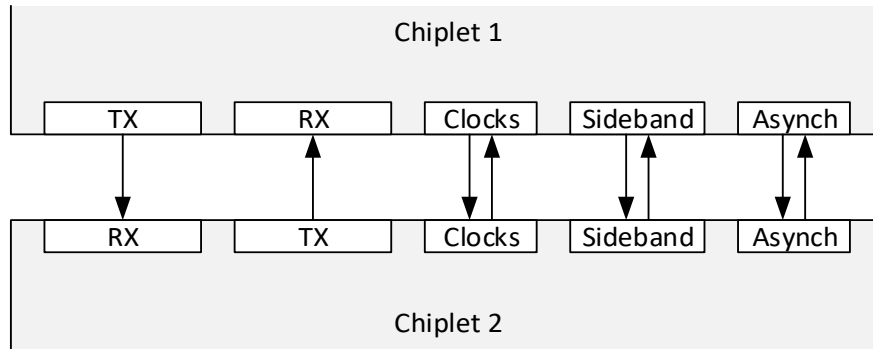 Chiplet 1
TX RX Clocks Sideband Asynch
RX TX Clocks Sideband Asynch
Chiplet 2